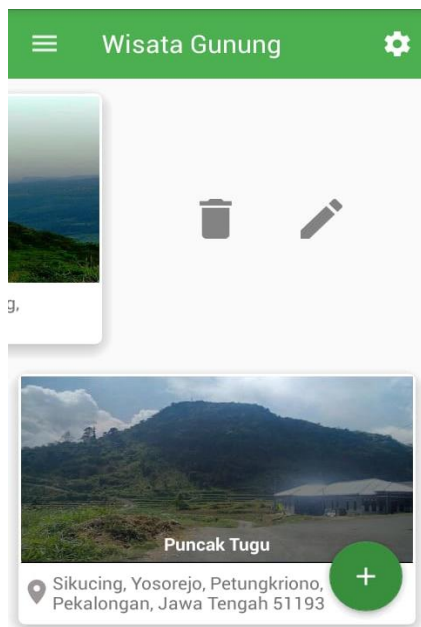 Wisata Gunung
g,
Puncak Tugu
Sikucing, Yosorejo, Petungkriono,
Pekalongan, Jawa Tengah 51193